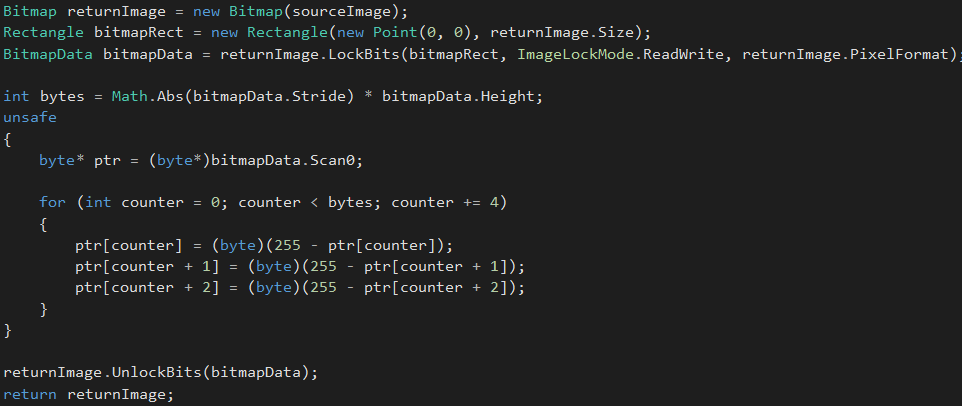 Bitmap returnImage = new Bitmap(sourceImage);
Rectangle bitmapRect = new Rectangle(new Point(0, 0), returnImage.Size);
BitmapData bitmapData = returnImage.LockBits(bitmapRect, ImageLockMode.ReadWrite, returnImage.PixelFormat);

int bytes = Math.Abs(bitmapData.Stride) * bitmapData.Height;
unsafe
{
    byte* ptr = (byte*)bitmapData.Scan0;

    for (int counter = 0; counter < bytes; counter += 4)
    {
        ptr[counter] = (byte)(255 - ptr[counter]);
        ptr[counter + 1] = (byte)(255 - ptr[counter + 1]);
        ptr[counter + 2] = (byte)(255 - ptr[counter + 2]);
    }
}

returnImage.UnlockBits(bitmapData);
return returnImage;